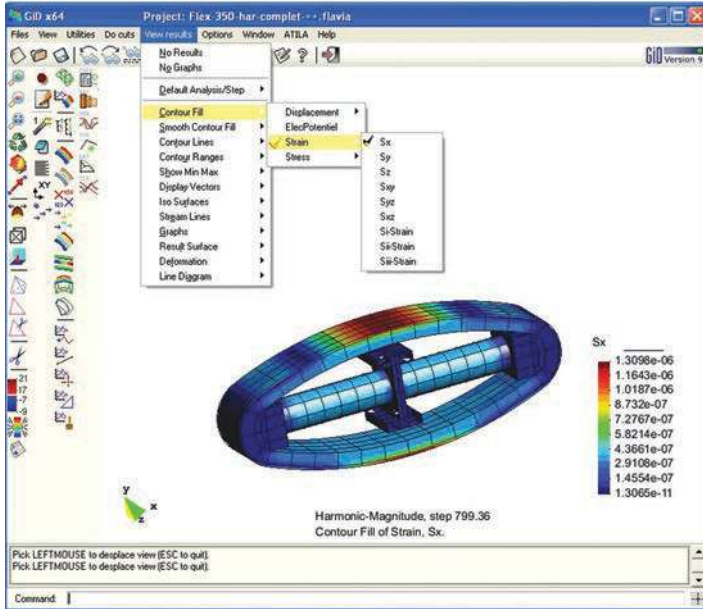 GiD x64 Project: Flex-350-har-complet-··.flavia
Files View Utilities Do cuts View results Options Window ATILA Help
GiD Version 9
No Results
No Graphs
Default Analysis/Step
Contour Fill
Smooth Contour Fill
Contour Lines
Contour Ranges
Show Min Max
Display Vectors
Iso Surfaces
Stream Lines
Graphs
Result Surface
Deformation
Line Diagram
Displacement
ElecPotentiel
Strain
Stress
Sx
Sy
Sz
Sxy
Syz
Sxz
Si-Strain
Sii-Strain
Siii-Strain
XY
21
17
-7
-9
Sx
1.3098e-06
1.1643e-06
1.0187e-06
8.732e-07
7.2767e-07
5.8214e-07
4.3661e-07
2.9108e-07
1.4554e-07
1.3065e-11
y
x
z
Harmonic-Magnitude, step 799.36
Contour Fill of Strain, Sx.
Pick LEFTMOUSE to desplace view (ESC to quit).
Pick LEFTMOUSE to desplace view (ESC to quit).
Command: